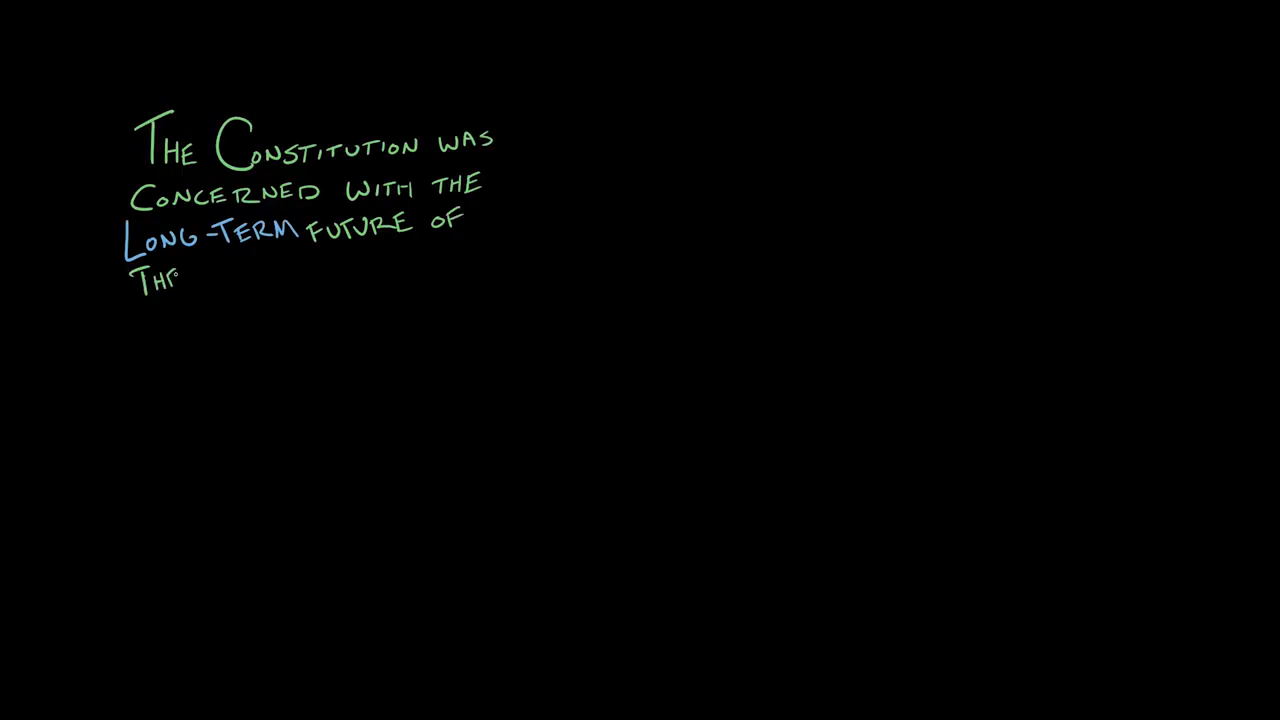 The Constitution was
concerned with the
Long-Term future of